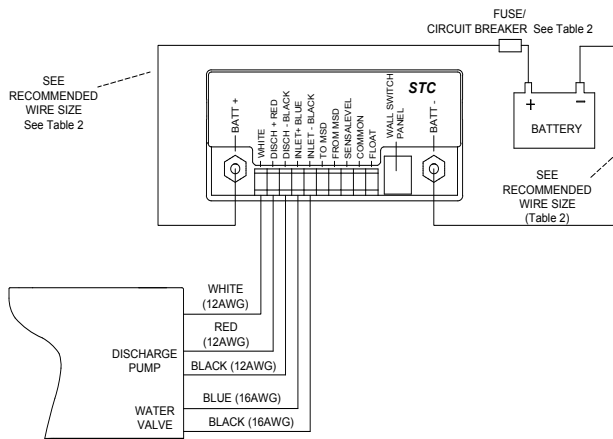 FUSE/
CIRCUIT BREAKER See Table 2
SEE
RECOMMENDED
WIRE SIZE
See Table 2
STC
BATT +
WHITE
DISCH + RED
DISCH - BLACK
INLET+ BLUE
INLET - BLACK
TO MSD
FROM MSD
SENSALEVEL
COMMON
FLOAT
WALL SWITCH
PANEL
BATT -
+ −
BATTERY
SEE
RECOMMENDED
WIRE SIZE
(Table 2)
WHITE
(12AWG)
RED
(12AWG)
DISCHARGE
PUMP
BLACK (12AWG)
BLUE (16AWG)
WATER
VALVE
BLACK (16AWG)